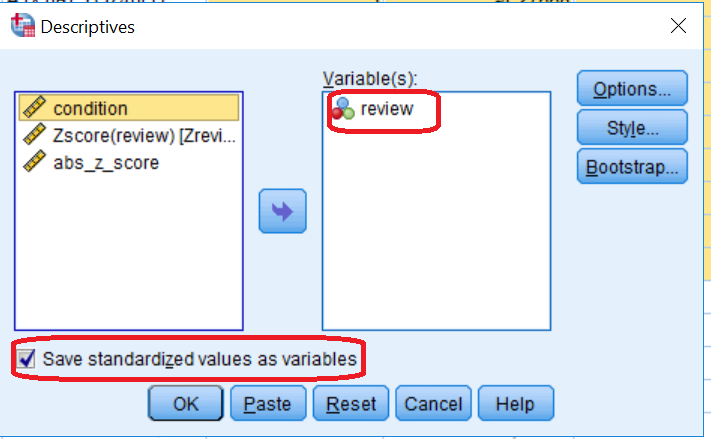 Descriptives
Variable(s):
condition
Zscore(review) [Zrevi...
abs_z_score
review
Options...
Style...
Bootstrap...
Save standardized values as variables
OK
Paste
Reset
Cancel
Help